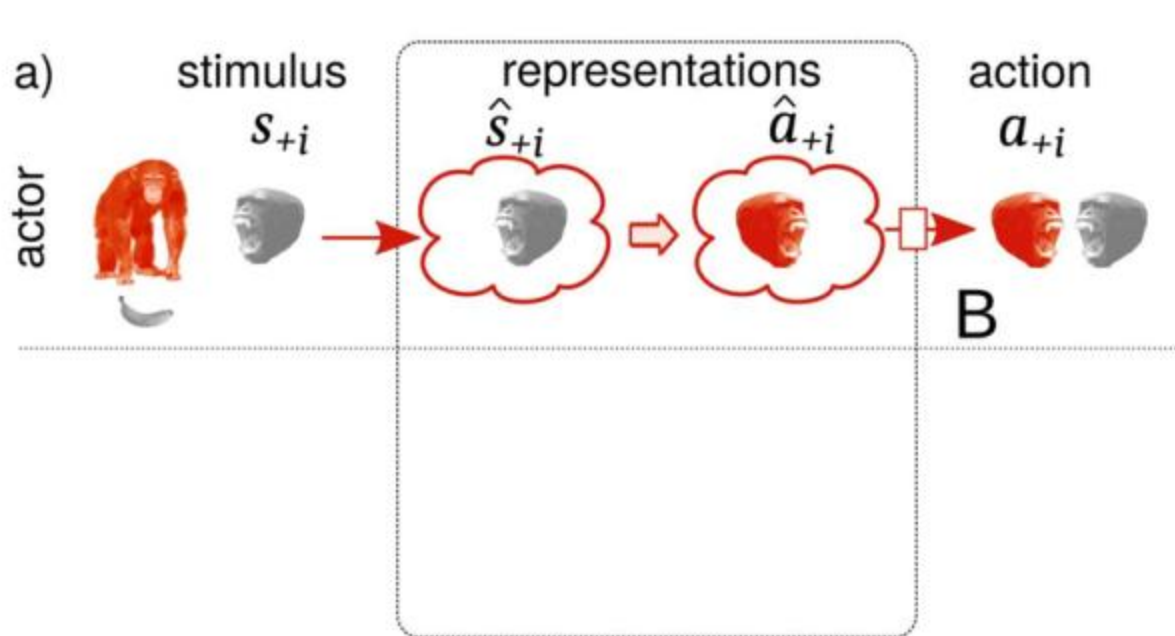 a) stimulus representations action
s+i ŝ+i â+i a+i
actor
B